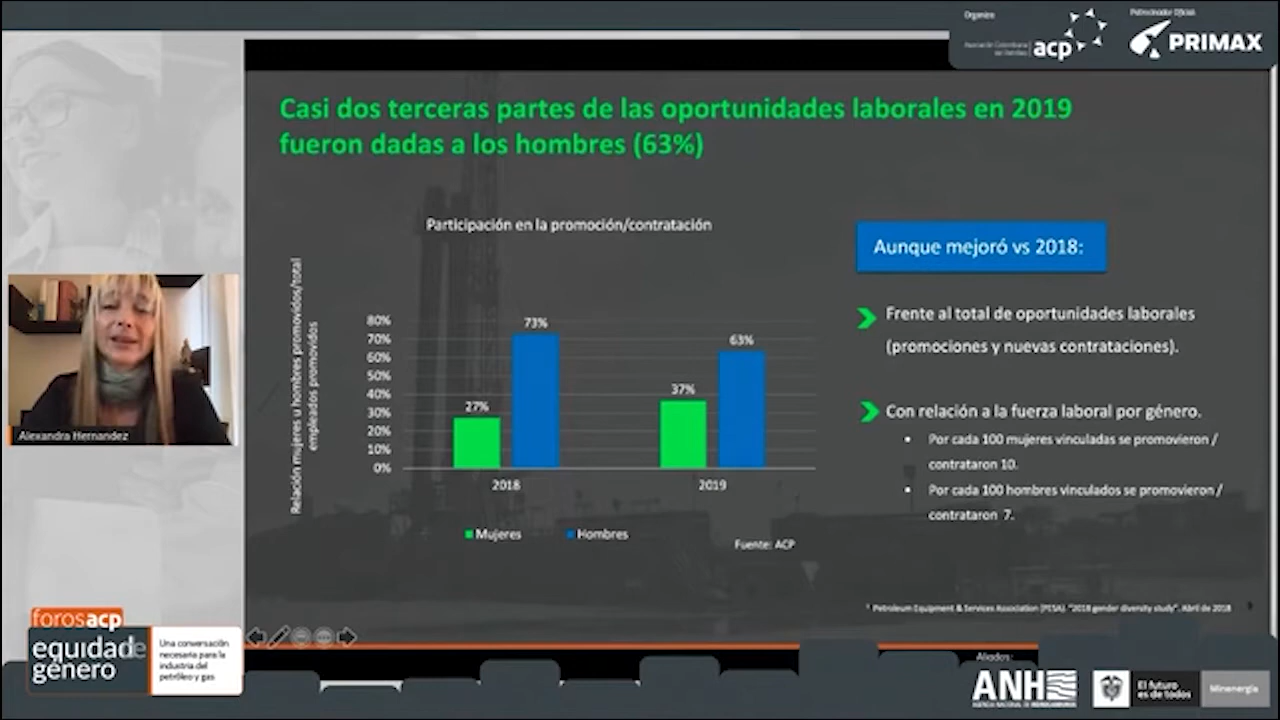 Organiza
Asociación Colombiana
del Petróleo
acp
Patrocinador Oficial
PRIMAX
Casi dos terceras partes de las oportunidades laborales en 2019
fueron dadas a los hombres (63%)
Participación en la promoción/contratación
Relación mujeres u hombres promovidos/total
empleados promovidos
80%
70%
60%
50%
40%
30%
20%
10%
0%
27%
73%
37%
63%
2018
2019
Mujeres
Hombres
Fuente: ACP
Aunque mejoró vs 2018:
Frente al total de oportunidades laborales
(promociones y nuevas contrataciones).
Con relación a la fuerza laboral por género.
Por cada 100 mujeres vinculadas se promovieron /
contrataron 10.
Por cada 100 hombres vinculados se promovieron /
contrataron 7.
¹ Petroleum Equipment & Services Association (PESA). "2018 gender diversity study". Abril de 2018
Alexandra Hernandez
forosacp
equidad de
género
Una conversación
necesaria para la
industria del
petróleo y gas
Aliados:
ANH
AGENCIA NACIONAL DE HIDROCARBUROS
El futuro
es de todos
Minenergía